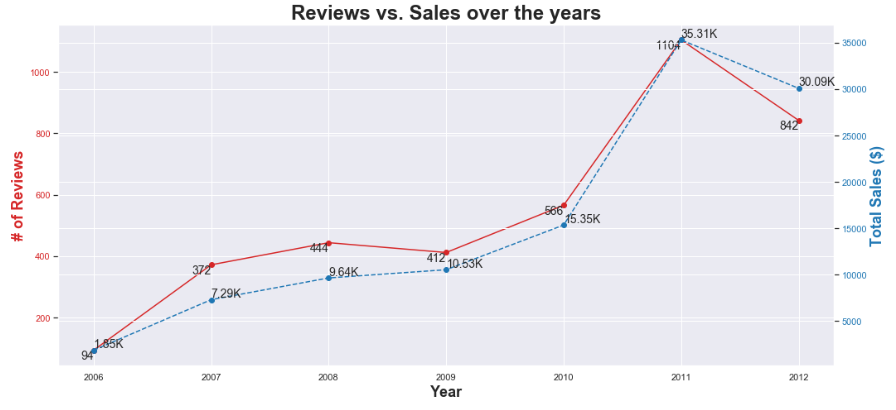 Reviews vs. Sales over the years
35.31K
1104
35000
1000
30.09K
30000
842
25000
800
# of Reviews
Total Sales ($)
20000
600
566
15.35K
15000
444
412
400
372
10.53K
9.64K
10000
7.29K
200
5000
1.85K
94
2006 2007 2008 2009 2010 2011 2012
Year